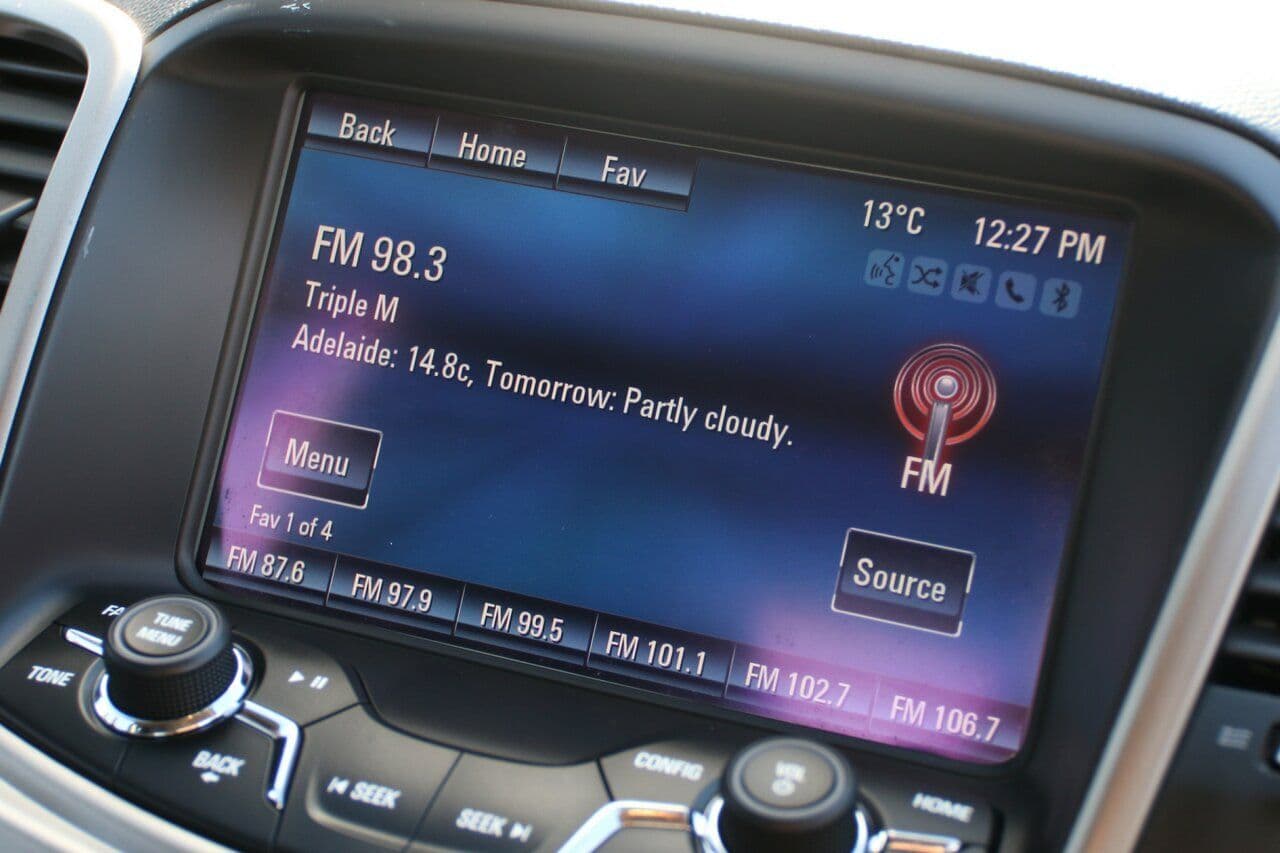 Back Home Fav
13°C 12:27 PM
FM 98.3
Triple M
Adelaide: 14.8c, Tomorrow: Partly cloudy.
FM
Menu
Source
Fav 1 of 4
FM 87.6 FM 97.9 FM 99.5 FM 101.1 FM 102.7 FM 106.7
TUNE
MENU
TONE
BACK
SEEK
SEEK
CONFIG
VOL
HOME